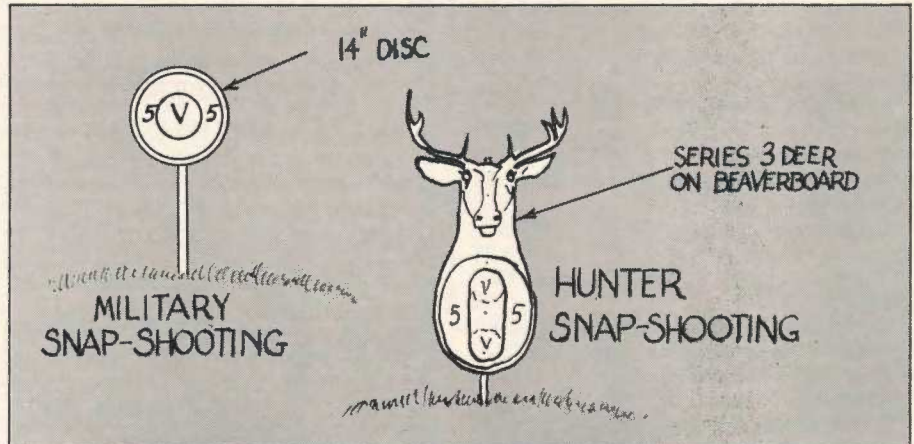 14" DISC
5 V 5
MILITARY
SNAP-SHOOTING
SERIES 3 DEER
ON BEAVERBOARD
V
5 5
V
HUNTER
SNAP-SHOOTING